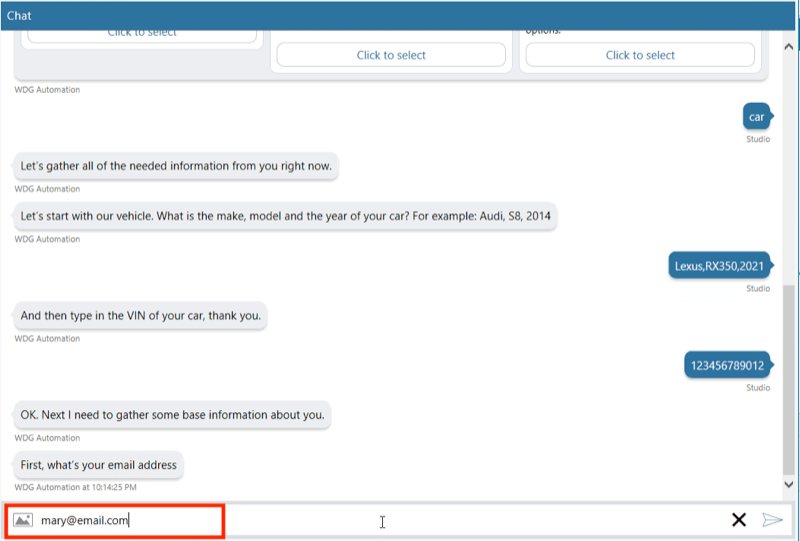 Chat
Click to select
options.
Click to select
Click to select
WDG Automation
car
Studio
Let's gather all of the needed information from you right now.
WDG Automation
Let's start with our vehicle. What is the make, model and the year of your car? For example: Audi, S8, 2014
WDG Automation
Lexus,RX350,2021
Studio
And then type in the VIN of your car, thank you.
WDG Automation
123456789012
Studio
OK. Next I need to gather some base information about you.
WDG Automation
First, what's your email address
WDG Automation at 10:14:25 PM
mary@email.com